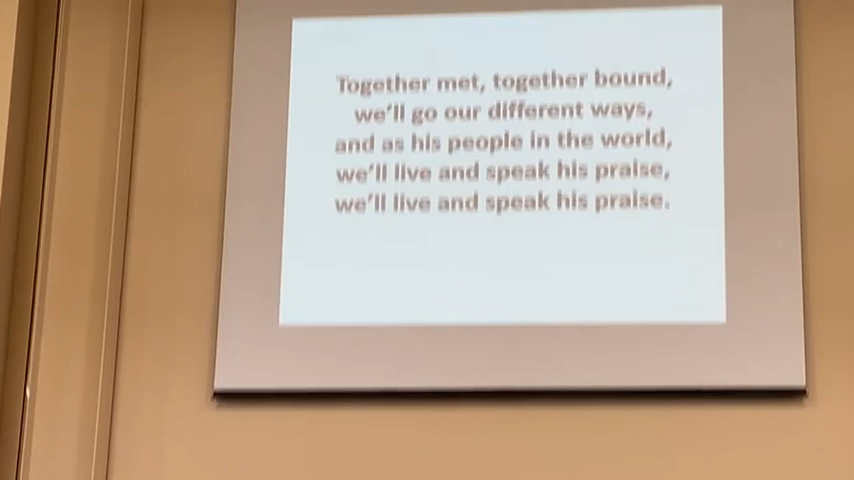 Together met, together bound,
we'll go our different ways,
and as his people in the world,
we'll live and speak his praise,
we'll live and speak his praise.